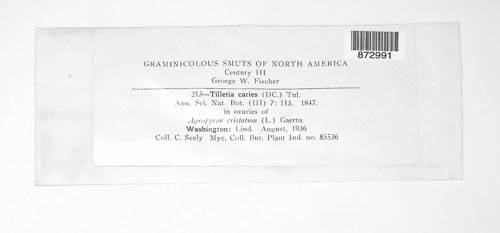 872991
GRAMINICOLOUS SMUTS OF NORTH AMERICA
Century III
George W. Fischer
213—Tilletia caries (DC.) Tul.
Ann. Sci. Nat. Bot. (III) 7: 113. 1847.
in ovaries of
Agropyron cristatum (L.) Gaertn.
Washington: Lind. August, 1936
Coll. C. Seely Myc. Coll. Bur. Plant Ind. no. 85536